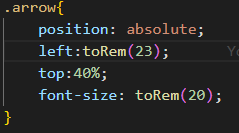 .arrow{
position: absolute;
left:toRem(23);
top:40%;
font-size: toRem(20);
}